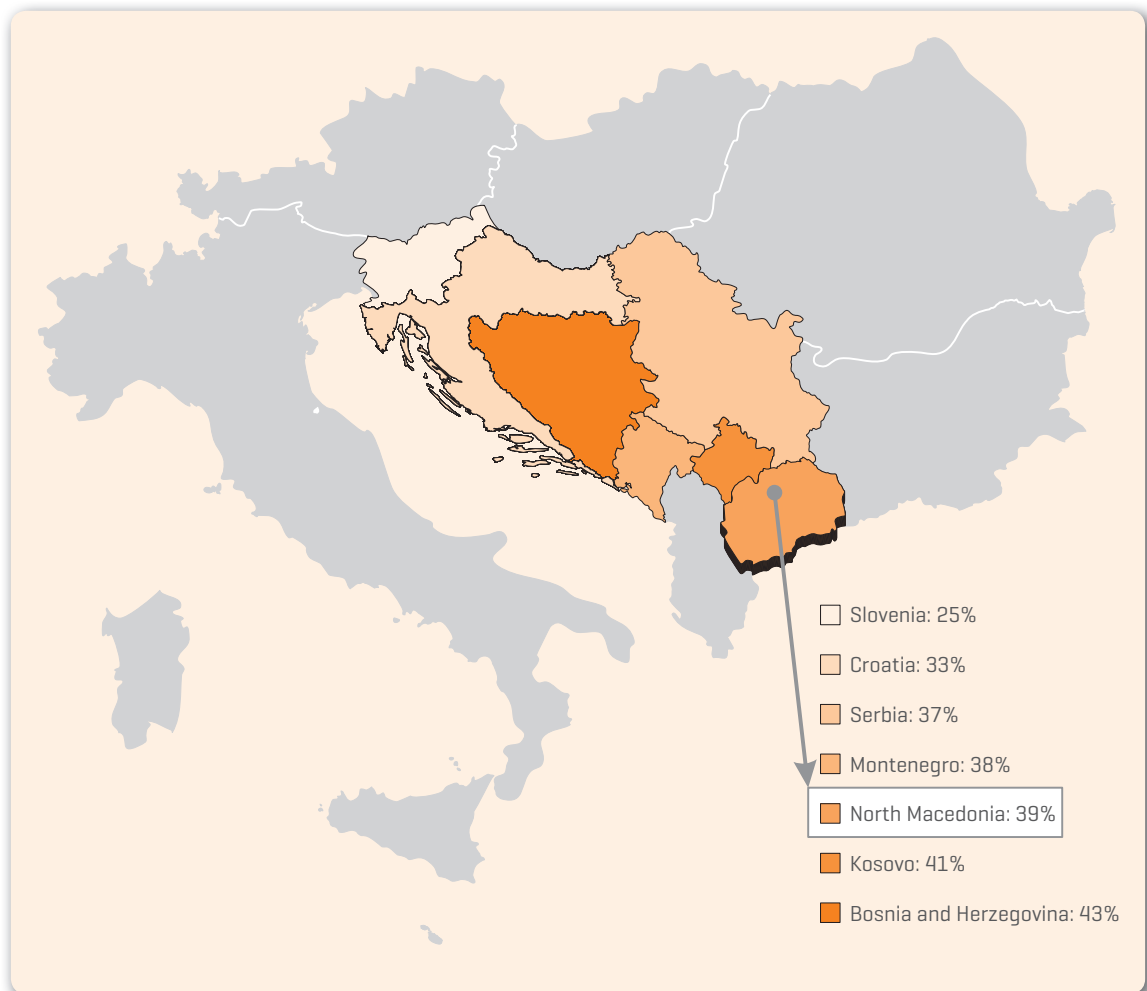 Slovenia: 25%
Croatia: 33%
Serbia: 37%
Montenegro: 38%
North Macedonia: 39%
Kosovo: 41%
Bosnia and Herzegovina: 43%